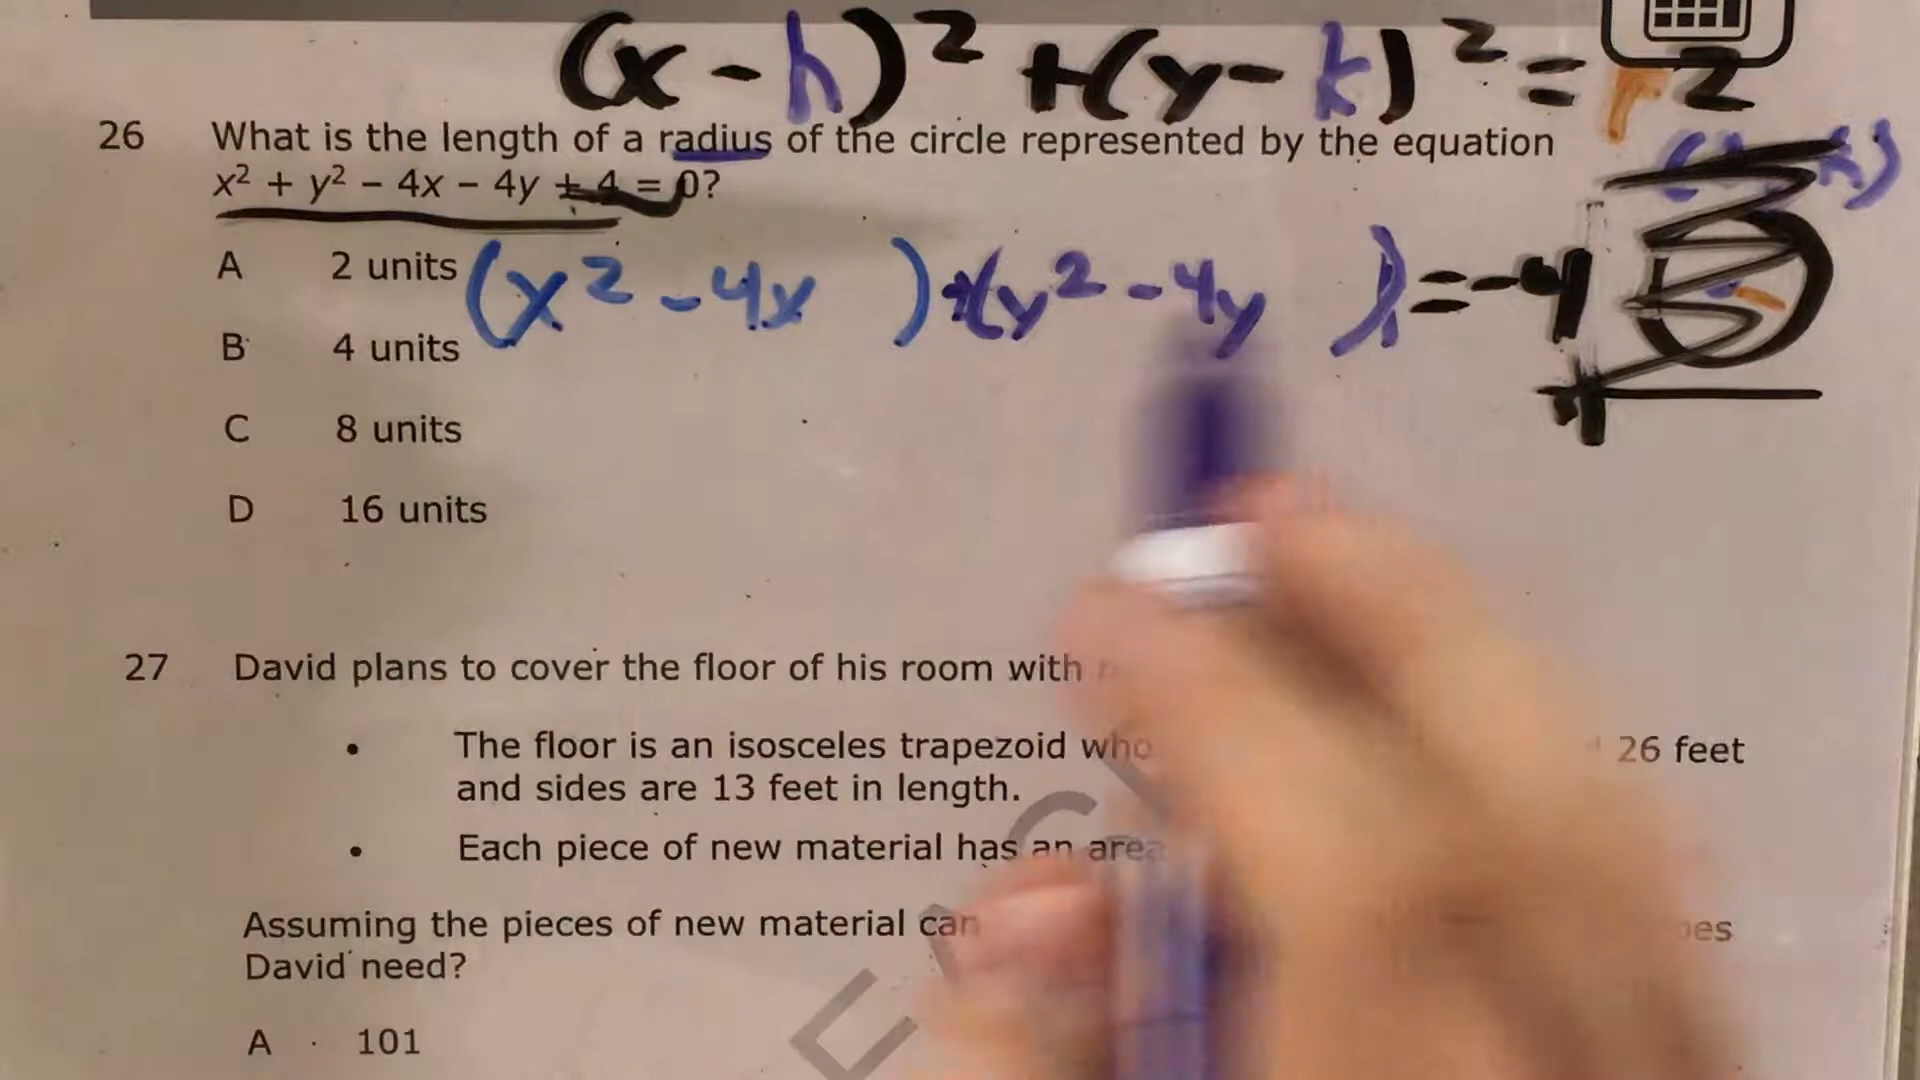 (x-h)² +(y-k)² = r²
26 What is the length of a radius of the circle represented by the equation
x² + y² – 4x – 4y + 4 = 0?
A 2 units
(x²-4x ) +(y²-4y ) = -4
B 4 units
C 8 units
D 16 units
27 David plans to cover the floor of his room with
• The floor is an isosceles trapezoid 26 feet
and sides are 13 feet in length.
• Each piece of new material has an area
Assuming the pieces of new material can
David need?
A 101